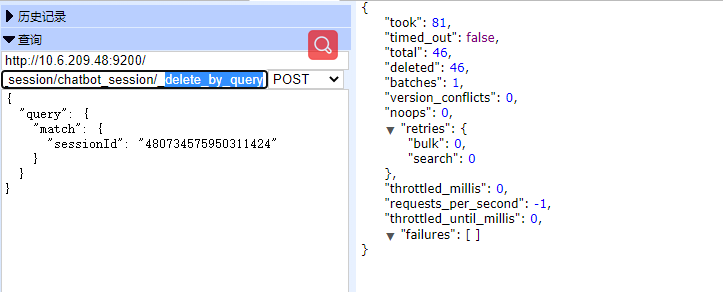 历史记录
查询
http://10.6.209.48:9200/
_session/chatbot_session/_delete_by_query
POST
{
"query": {
"match": {
"sessionId": "480734575950311424"
}
}
}
{
"took": 81,
"timed_out": false,
"total": 46,
"deleted": 46,
"batches": 1,
"version_conflicts": 0,
"noops": 0,
"retries": {
"bulk": 0,
"search": 0
},
"throttled_millis": 0,
"requests_per_second": -1,
"throttled_until_millis": 0,
"failures": [ ]
}